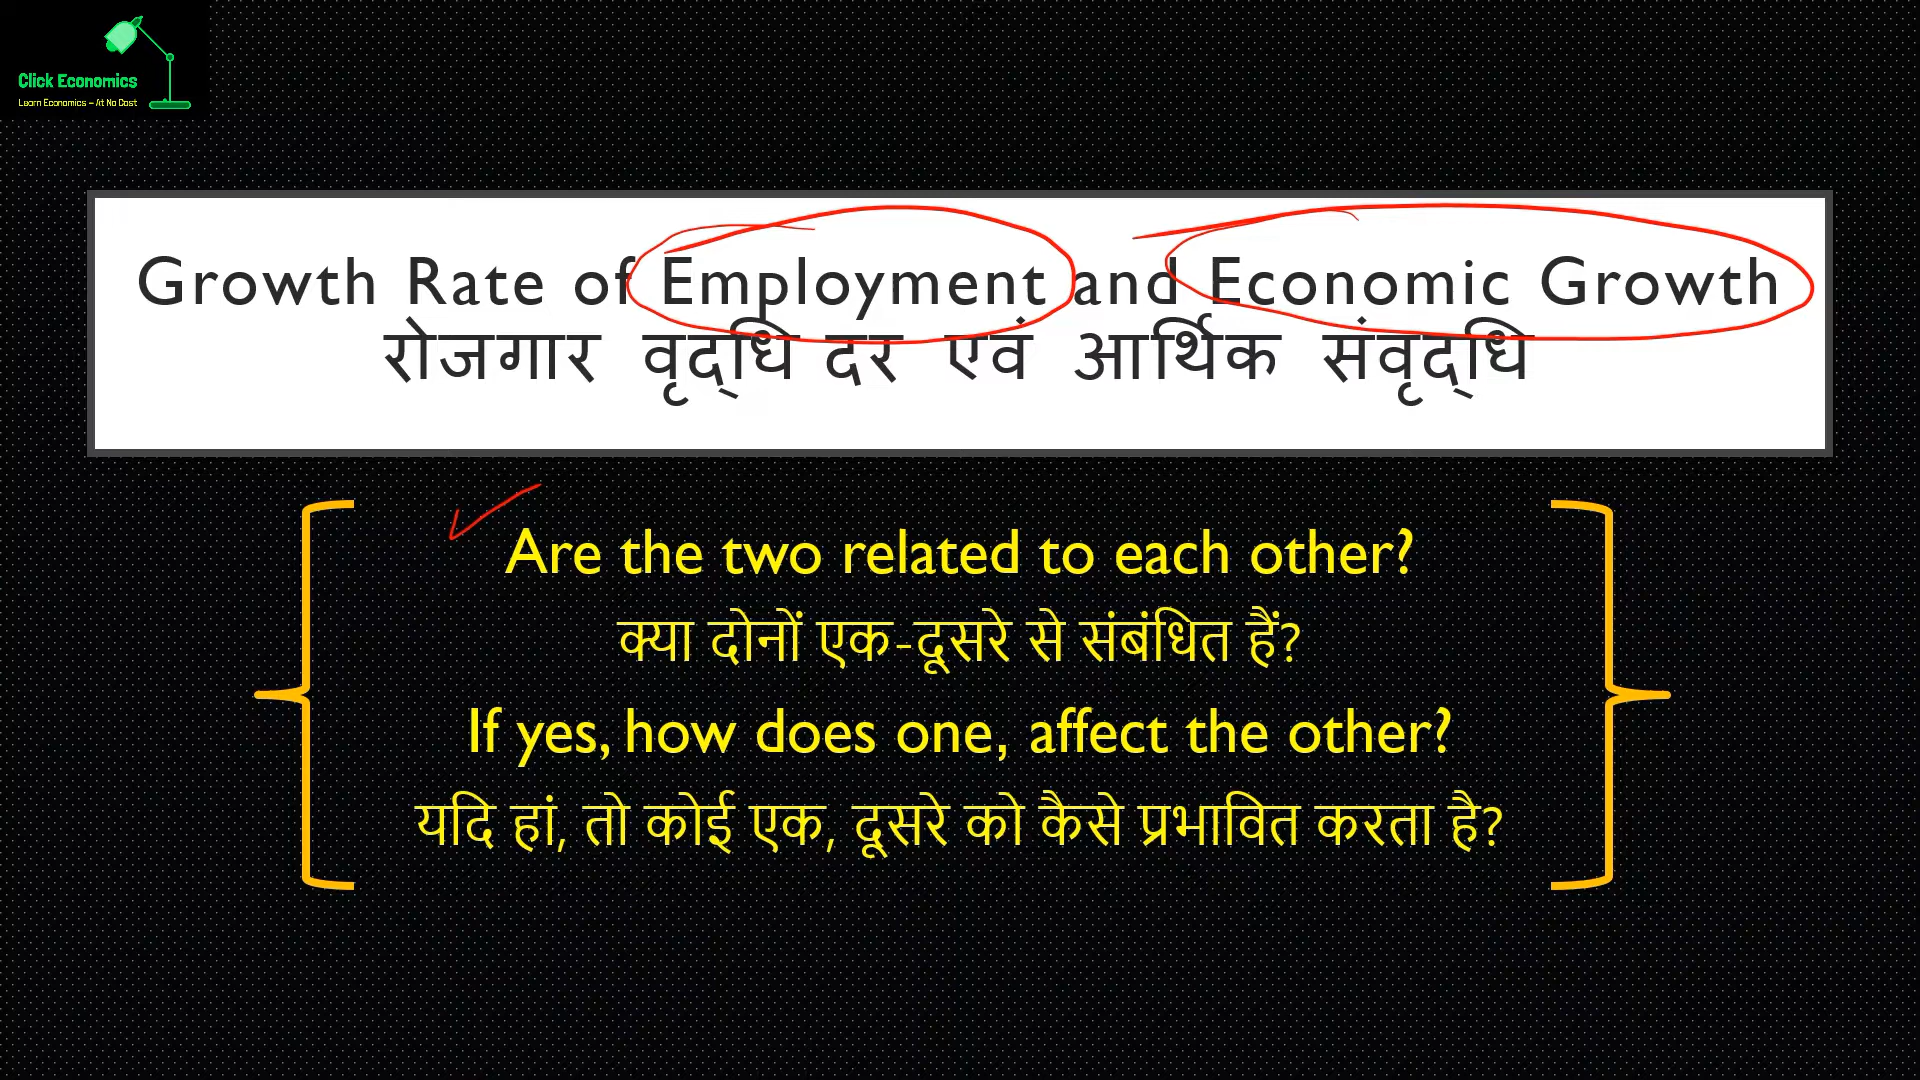 Click Economics
Learn Economics – At No Cost
Growth Rate of Employment and Economic Growth
रोजगार वृद्धि दर एवं आर्थिक संवृद्धि
Are the two related to each other?
क्या दोनों एक-दूसरे से संबंधित हैं?
If yes, how does one, affect the other?
यदि हां, तो कोई एक, दूसरे को कैसे प्रभावित करता है?